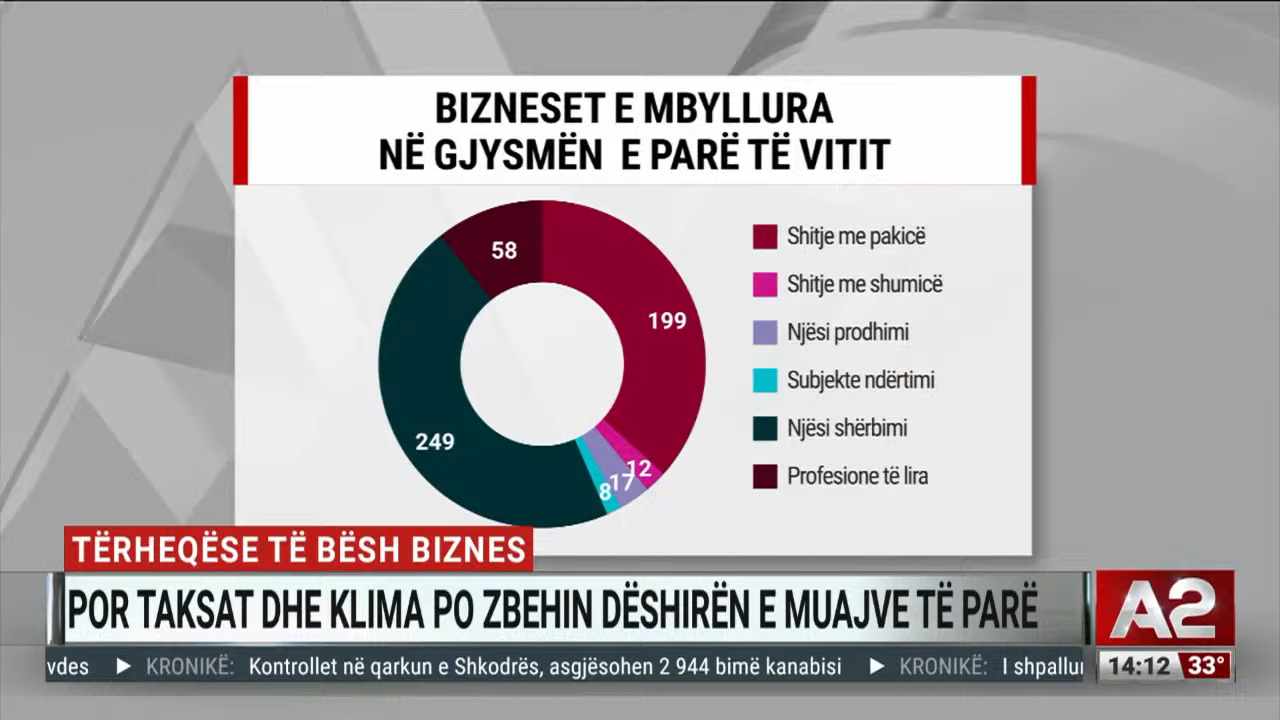 BIZNESET E MBYLLURA
NË GJYSMËN E PARË TË VITIT
58
199
249
12
17
8
Shitje me pakicë
Shitje me shumicë
Njësi prodhimi
Subjekte ndërtimi
Njësi shërbimi
Profesione të lira
TËRHEQËSE TË BËSH BIZNES
POR TAKSAT DHE KLIMA PO ZBEHIN DËSHIRËN E MUAJVE TË PARË
A2
vdes ▶ KRONIKË: Kontrollet në qarkun e Shkodrës, asgjësohen 2 944 bimë kanabisi ▶ KRONIKË: I shpallu
14:12 33°